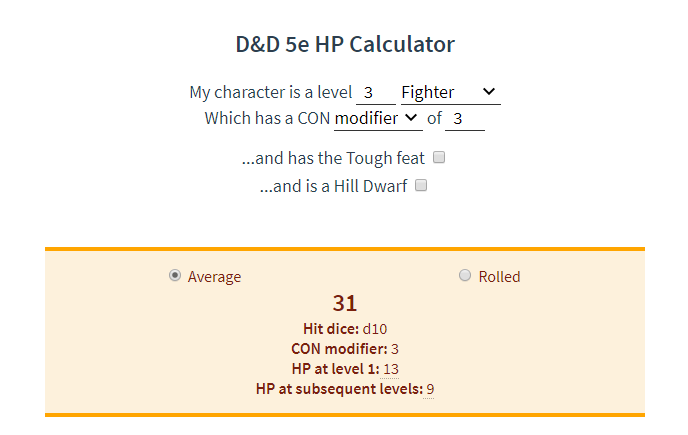 D&D 5e HP Calculator
My character is a level 3 Fighter
Which has a CON modifier of 3
...and has the Tough feat
...and is a Hill Dwarf
Average Rolled
31
Hit dice: d10
CON modifier: 3
HP at level 1: 13
HP at subsequent levels: 9